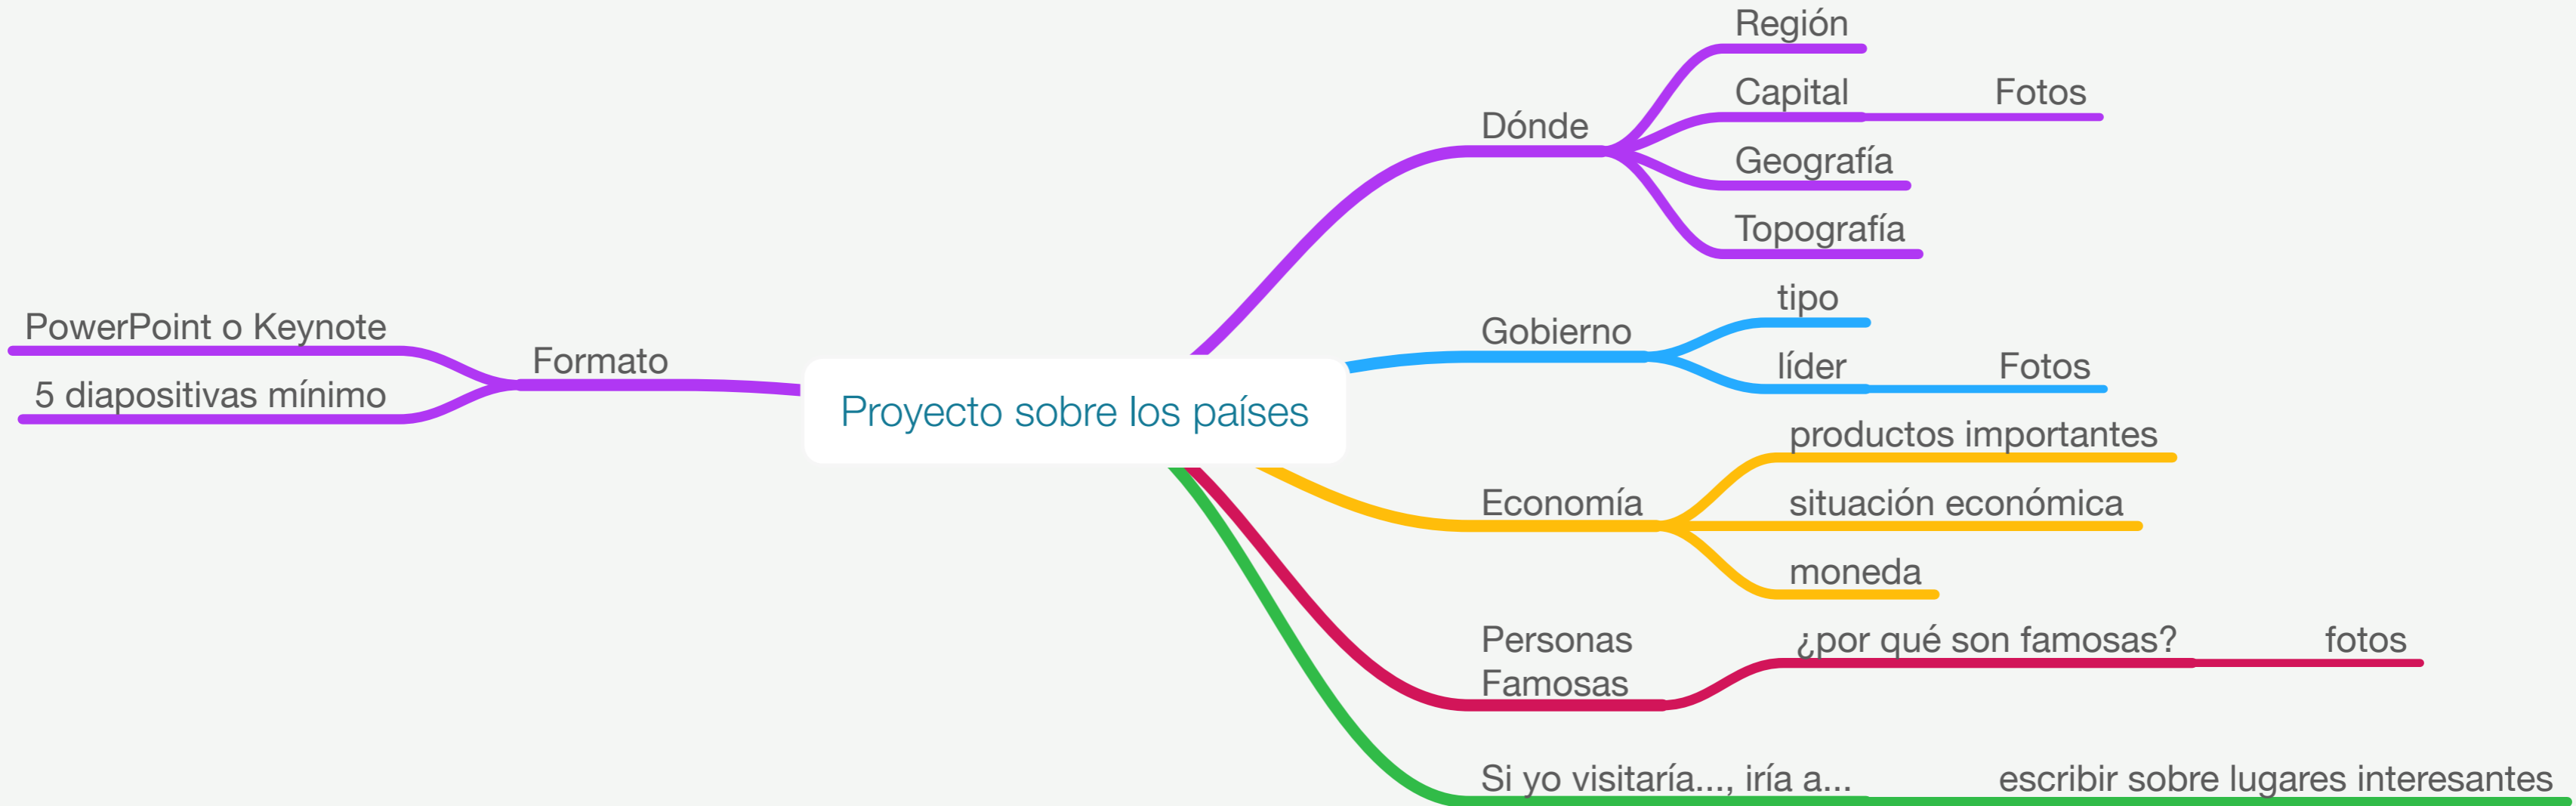 Proyecto sobre los países
Formato
PowerPoint o Keynote
5 diapositivas mínimo
Dónde
Región
Capital
Fotos
Geografía
Topografía
Gobierno
tipo
líder
Fotos
Economía
productos importantes
situación económica
moneda
Personas
Famosas
¿por qué son famosas?
fotos
Si yo visitaría..., iría a...
escribir sobre lugares interesantes